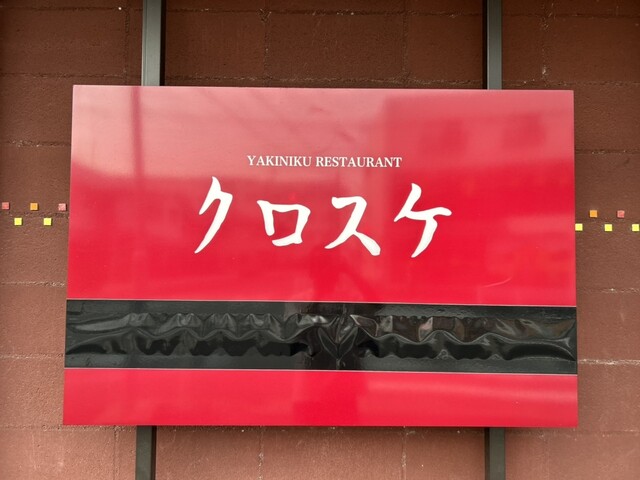 YAKINIKU RESTAURANT
クロスケ